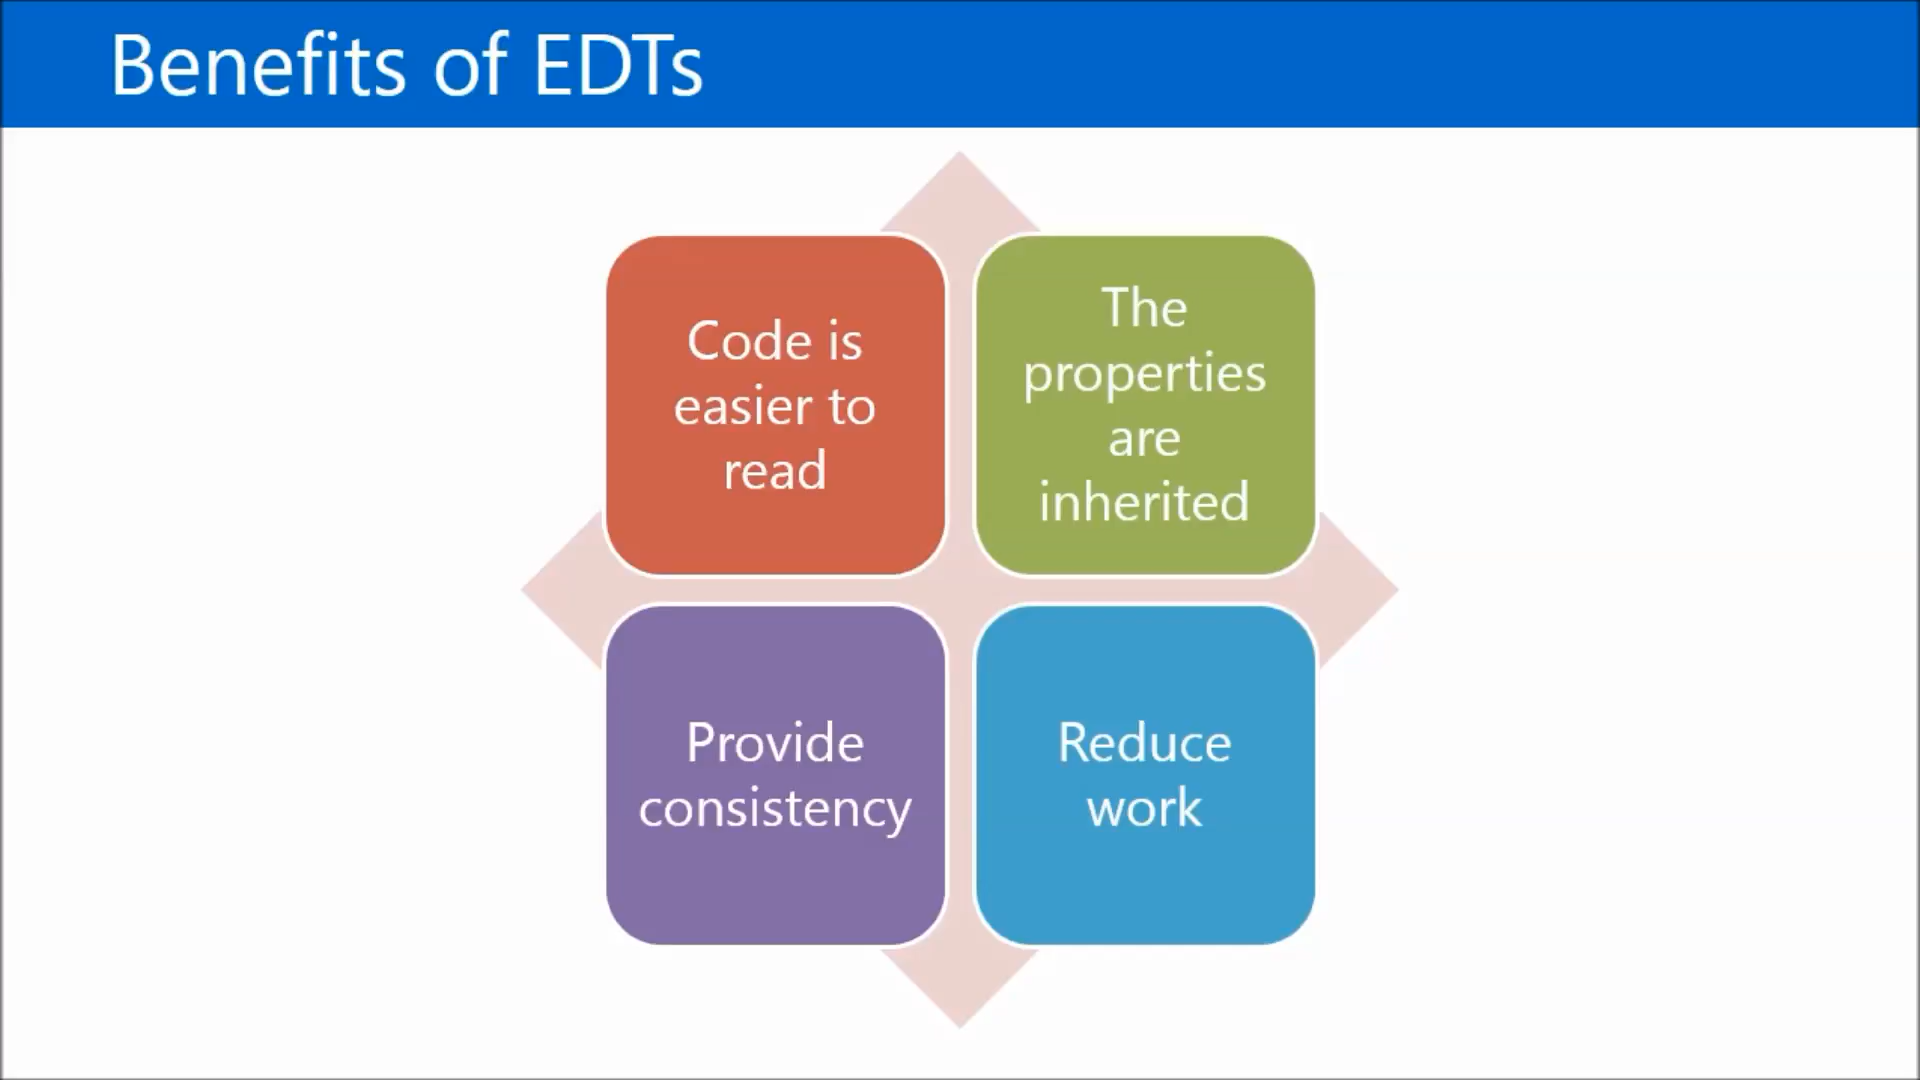 Benefits of EDTs
Code is
easier to
read
The
properties
are
inherited
Provide
consistency
Reduce
work